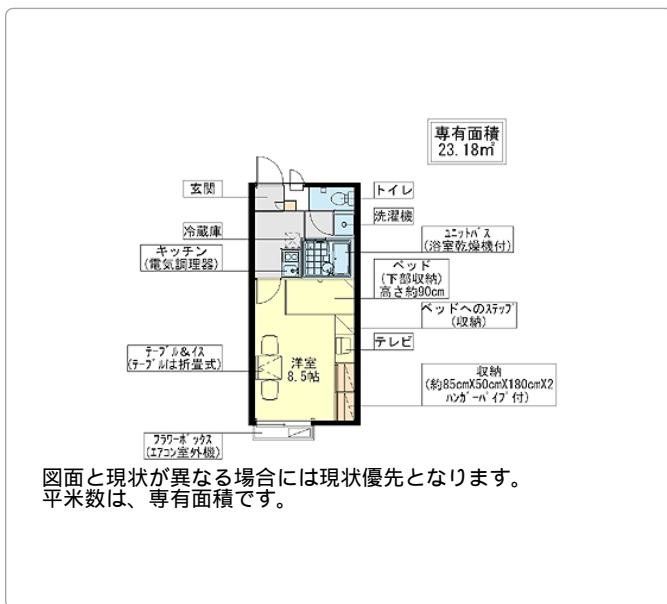 専有面積
23.18㎡
玄関
トイレ
洗濯機
冷蔵庫
ﾕﾆｯﾄﾊﾞｽ
(浴室乾燥機付)
キッチン
(電気調理器)
ベッド
(下部収納)
高さ約90cm
ベッドへのｽﾃｯﾌﾟ
(収納)
テレビ
ﾃｰﾌﾞﾙ&ｲｽ
(ﾃｰﾌﾞﾙは折畳式)
洋室
8.5帖
収納
(約85cmX50cmX180cmX2
ﾊﾝｶﾞｰﾊﾟｲﾌﾟ付)
ﾌﾗﾜｰﾎﾞｯｸｽ
(ｴｱｺﾝ室外機)
図面と現状が異なる場合には現状優先となります。
平米数は、専有面積です。